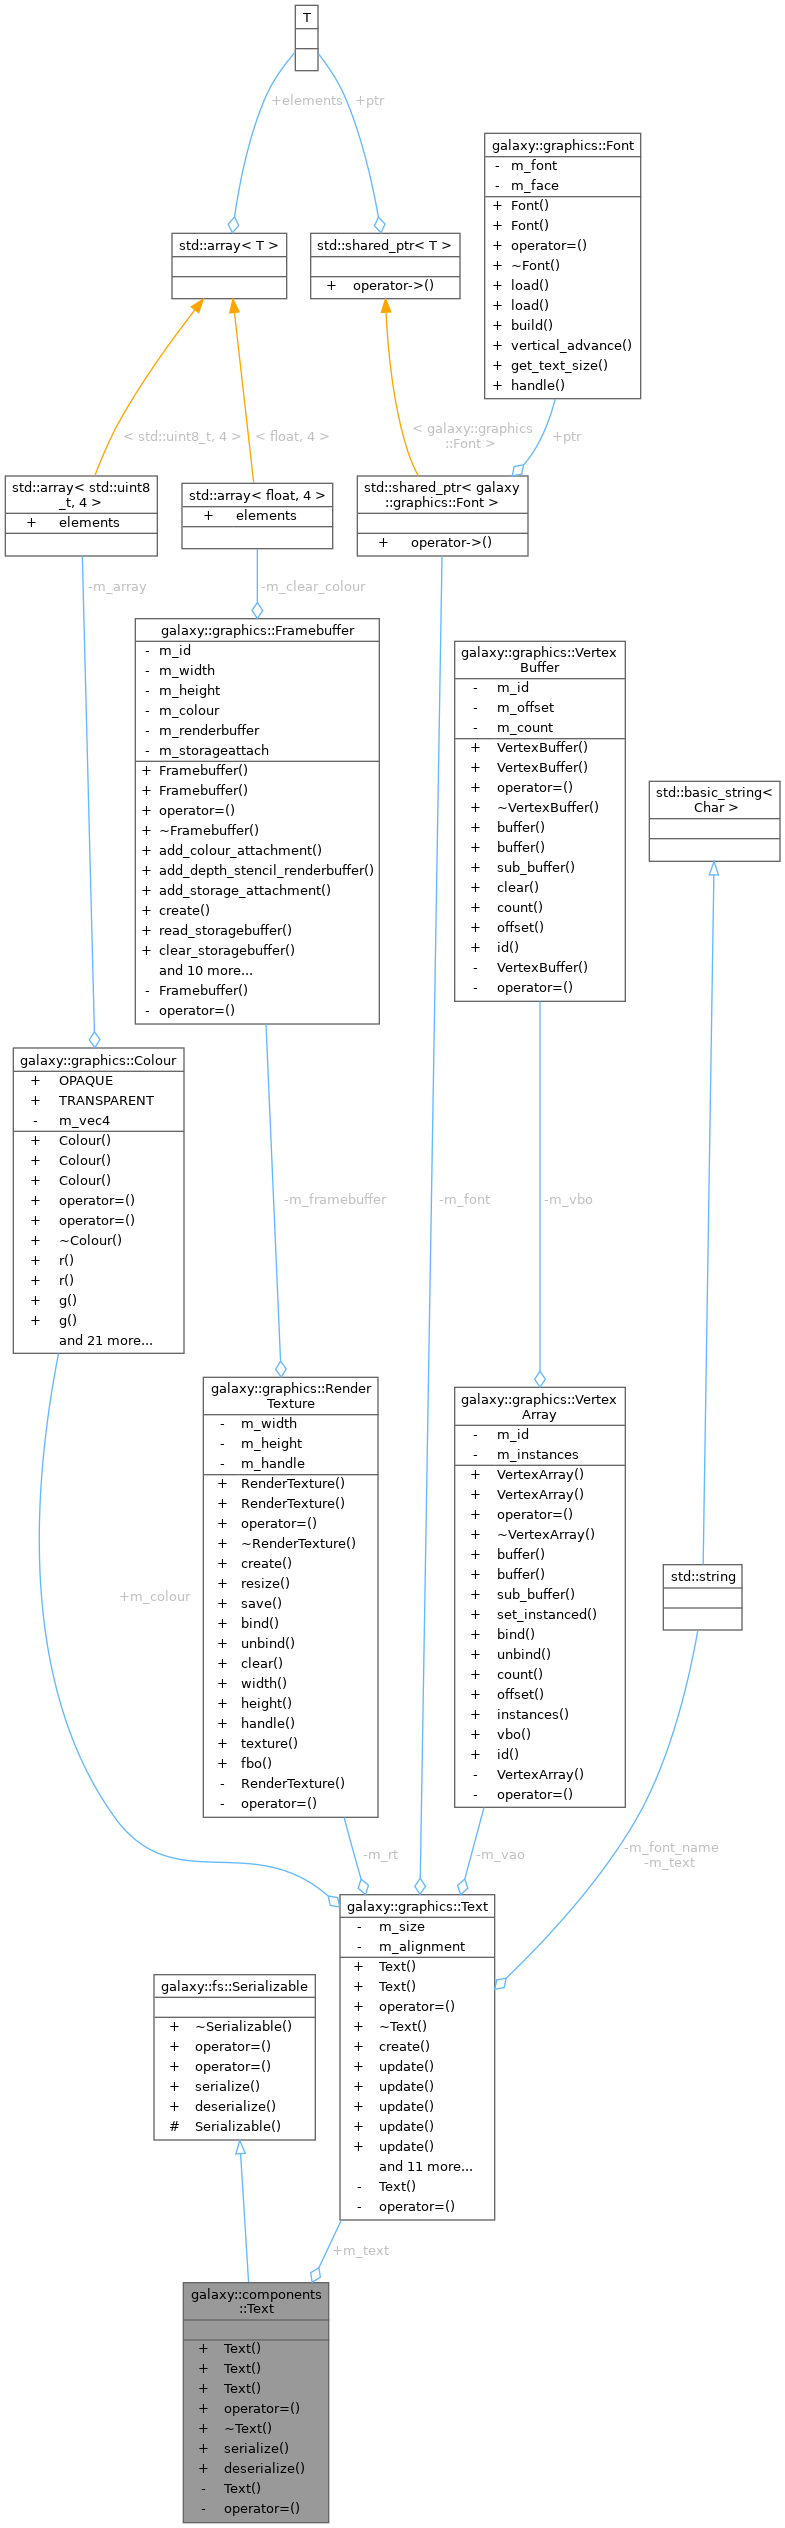 T
+elements
+ptr
galaxy::graphics::Font
- m_font
- m_face
+ Font()
+ Font()
+ operator=()
+ ~Font()
+ load()
+ load()
+ build()
+ vertical_advance()
+ get_text_size()
+ handle()
std::array< T >
std::shared_ptr< T >
+ operator->()
< std::uint8_t, 4 >
< float, 4 >
< galaxy::graphics
::Font >
+ptr
std::array< std::uint8
_t, 4 >
+ elements
std::array< float, 4 >
+ elements
std::shared_ptr< galaxy
::graphics::Font >
+ operator->()
-m_array
-m_clear_colour
galaxy::graphics::Framebuffer
- m_id
- m_width
- m_height
- m_colour
- m_renderbuffer
- m_storageattach
+ Framebuffer()
+ Framebuffer()
+ operator=()
+ ~Framebuffer()
+ add_colour_attachment()
+ add_depth_stencil_renderbuffer()
+ add_storage_attachment()
+ create()
+ read_storagebuffer()
+ clear_storagebuffer()
and 10 more...
- Framebuffer()
- operator=()
galaxy::graphics::Vertex
Buffer
- m_id
- m_offset
- m_count
+ VertexBuffer()
+ VertexBuffer()
+ operator=()
+ ~VertexBuffer()
+ buffer()
+ buffer()
+ sub_buffer()
+ clear()
+ count()
+ offset()
+ id()
- VertexBuffer()
- operator=()
std::basic_string<
Char >
galaxy::graphics::Colour
+ OPAQUE
+ TRANSPARENT
- m_vec4
+ Colour()
+ Colour()
+ Colour()
+ operator=()
+ operator=()
+ ~Colour()
+ r()
+ r()
+ g()
+ g()
and 21 more...
-m_framebuffer
-m_font
-m_vbo
galaxy::graphics::Render
Texture
- m_width
- m_height
- m_handle
+ RenderTexture()
+ RenderTexture()
+ operator=()
+ ~RenderTexture()
+ create()
+ resize()
+ save()
+ bind()
+ unbind()
+ clear()
+ width()
+ height()
+ handle()
+ texture()
+ fbo()
- RenderTexture()
- operator=()
galaxy::graphics::Vertex
Array
- m_id
- m_instances
+ VertexArray()
+ VertexArray()
+ operator=()
+ ~VertexArray()
+ buffer()
+ buffer()
+ sub_buffer()
+ set_instanced()
+ bind()
+ unbind()
+ count()
+ offset()
+ instances()
+ vbo()
+ id()
- VertexArray()
- operator=()
std::string
+m_colour
-m_rt
-m_vao
-m_font_name
-m_text
galaxy::graphics::Text
- m_size
- m_alignment
+ Text()
+ Text()
+ operator=()
+ ~Text()
+ create()
+ update()
+ update()
+ update()
+ update()
+ update()
and 11 more...
- Text()
- operator=()
galaxy::fs::Serializable
+ ~Serializable()
+ operator=()
+ operator=()
+ serialize()
+ deserialize()
# Serializable()
+m_text
galaxy::components
::Text
+ Text()
+ Text()
+ Text()
+ operator=()
+ ~Text()
+ serialize()
+ deserialize()
- Text()
- operator=()